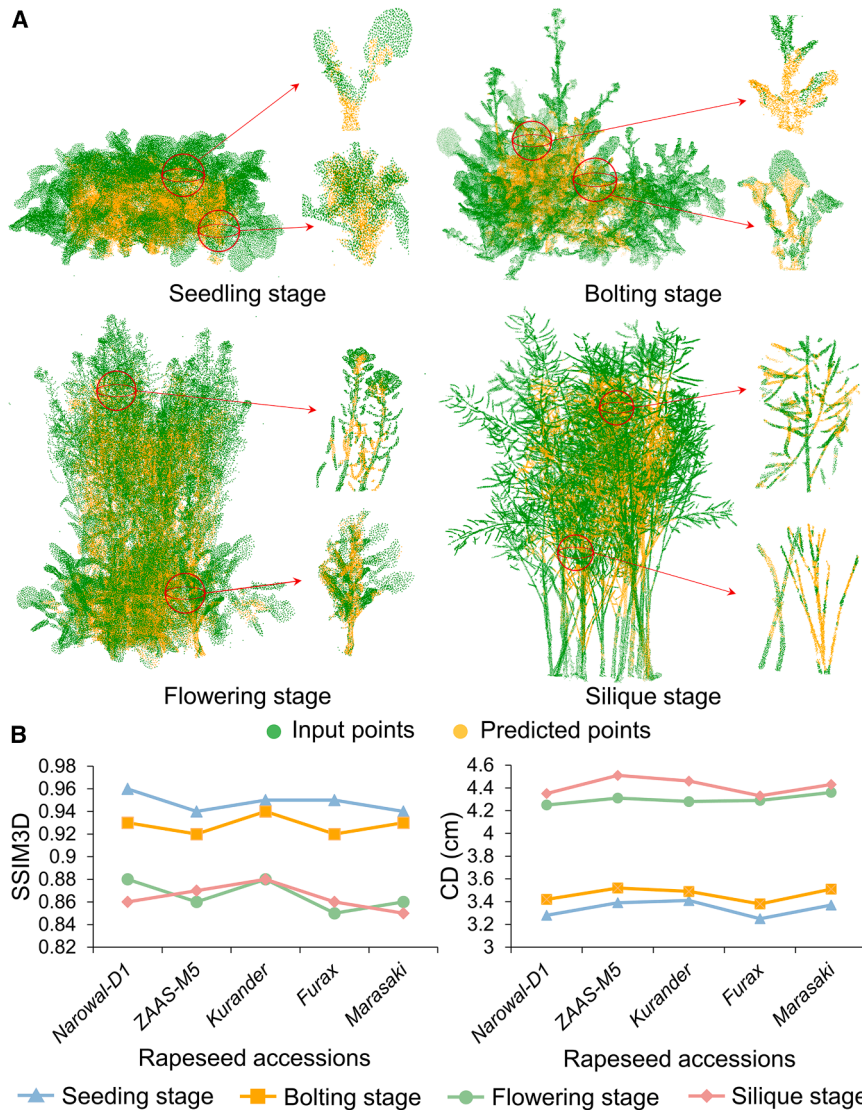 A
Seedling stage
Bolting stage
Flowering stage
Silique stage
Input points
Predicted points
B
SSIM3D
0.98
0.96
0.94
0.92
0.9
0.88
0.86
0.84
0.82
Narowal-D1
ZAAS-M5
Kurander
Furax
Marasaki
Rapeseed accessions
CD (cm)
4.6
4.4
4.2
4
3.8
3.6
3.4
3.2
3
Narowal-D1
ZAAS-M5
Kurander
Furax
Marasaki
Rapeseed accessions
Seeding stage
Bolting stage
Flowering stage
Silique stage